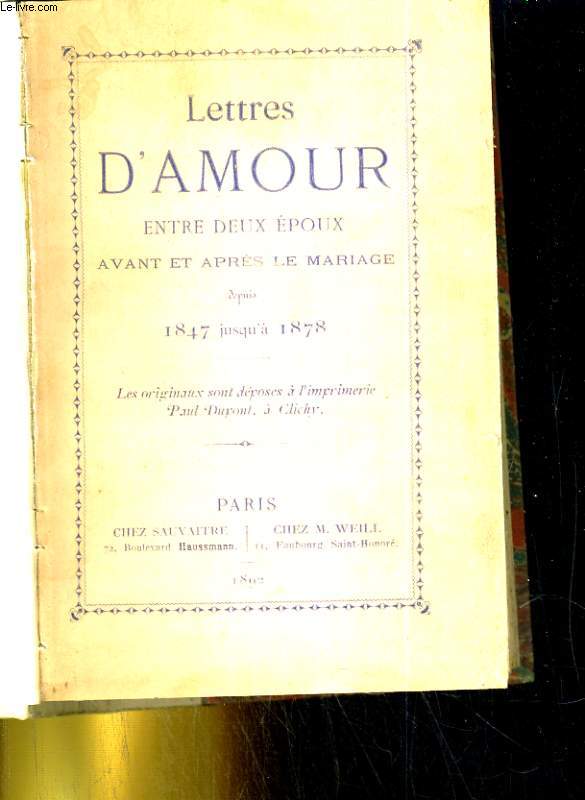 Le-livre.com
Lettres
D'AMOUR
ENTRE DEUX ÉPOUX
AVANT ET APRÈS LE MARIAGE
depuis
1847 jusqu'à 1878
Les originaux sont déposés à l'imprimerie
Paul Dupont, à Clichy.
PARIS
CHEZ SAUVAITRE
72, Boulevard Haussmann.
CHEZ M. WEILL
11, Faubourg Saint-Honoré.